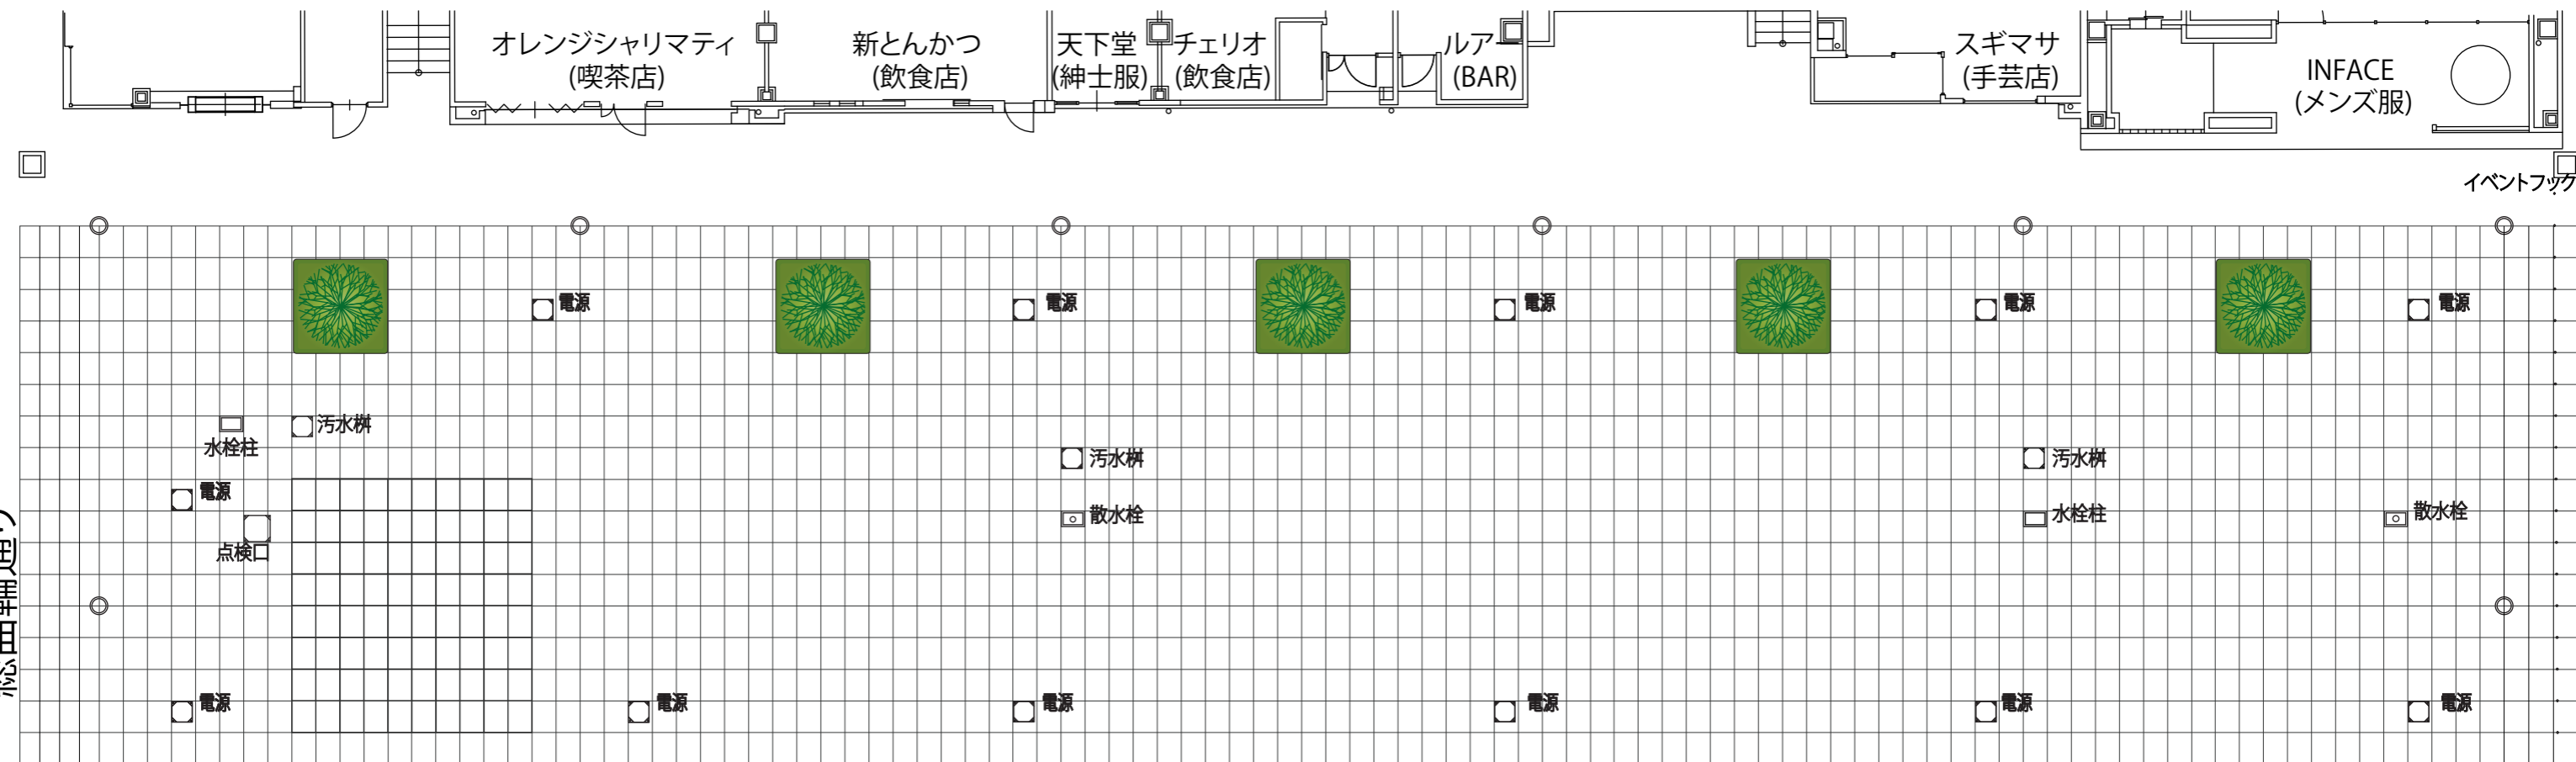 オレンジシャリマティ
(喫茶店)
新とんかつ
(飲食店)
天下堂
(紳士服)
チェリオ
(飲食店)
ルアー
(BAR)
スギマサ
(手芸店)
INFACE
(メンズ服)
イベントフック
電源
電源
電源
電源
電源
水栓柱
汚水桝
汚水桝
汚水桝
電源
点検口
散水栓
水栓柱
散水栓
総曲輪通り
電源
電源
電源
電源
電源
電源